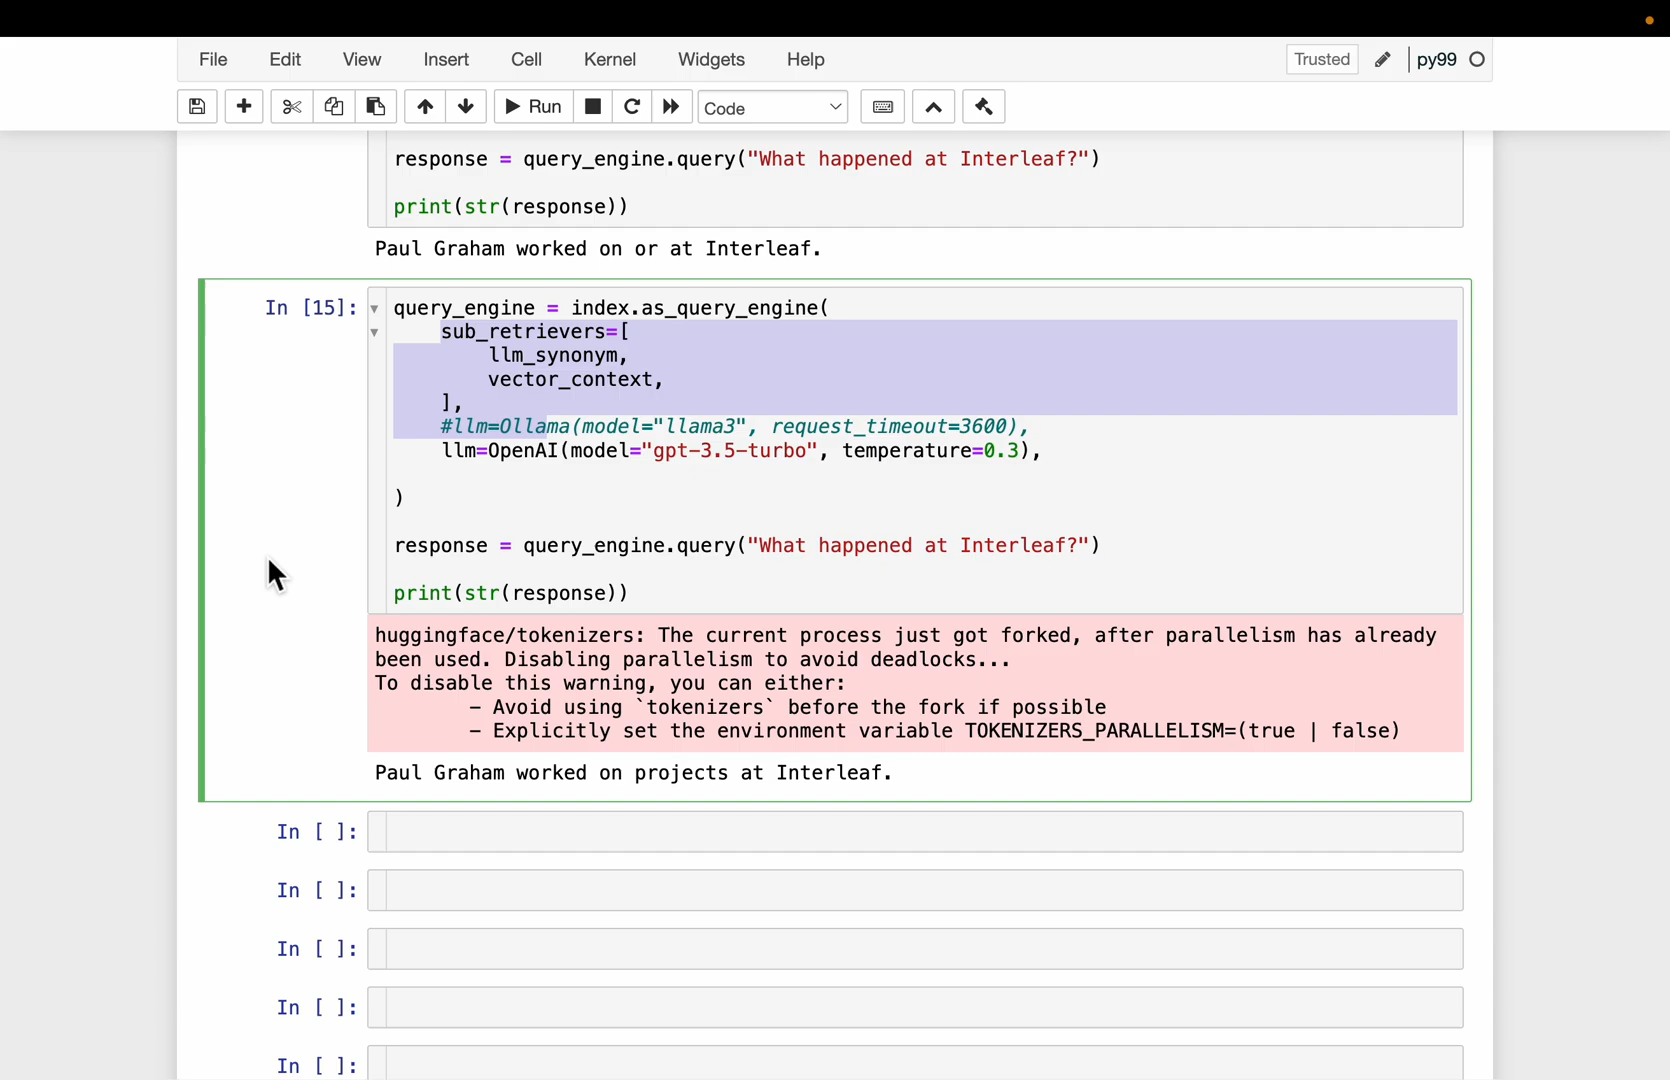 File Edit View Insert Cell Kernel Widgets Help Trusted py99
Run Code
response = query_engine.query("What happened at Interleaf?")
print(str(response))
Paul Graham worked on or at Interleaf.
In [15]: query_engine = index.as_query_engine(
sub_retrievers=[
llm_synonym,
vector_context,
],
#llm=Ollama(model="llama3", request_timeout=3600),
llm=OpenAI(model="gpt-3.5-turbo", temperature=0.3),
)
response = query_engine.query("What happened at Interleaf?")
print(str(response))
huggingface/tokenizers: The current process just got forked, after parallelism has already
been used. Disabling parallelism to avoid deadlocks...
To disable this warning, you can either:
- Avoid using `tokenizers` before the fork if possible
- Explicitly set the environment variable TOKENIZERS_PARALLELISM=(true | false)
Paul Graham worked on projects at Interleaf.
In [ ]:
In [ ]:
In [ ]:
In [ ]:
In [ ]: